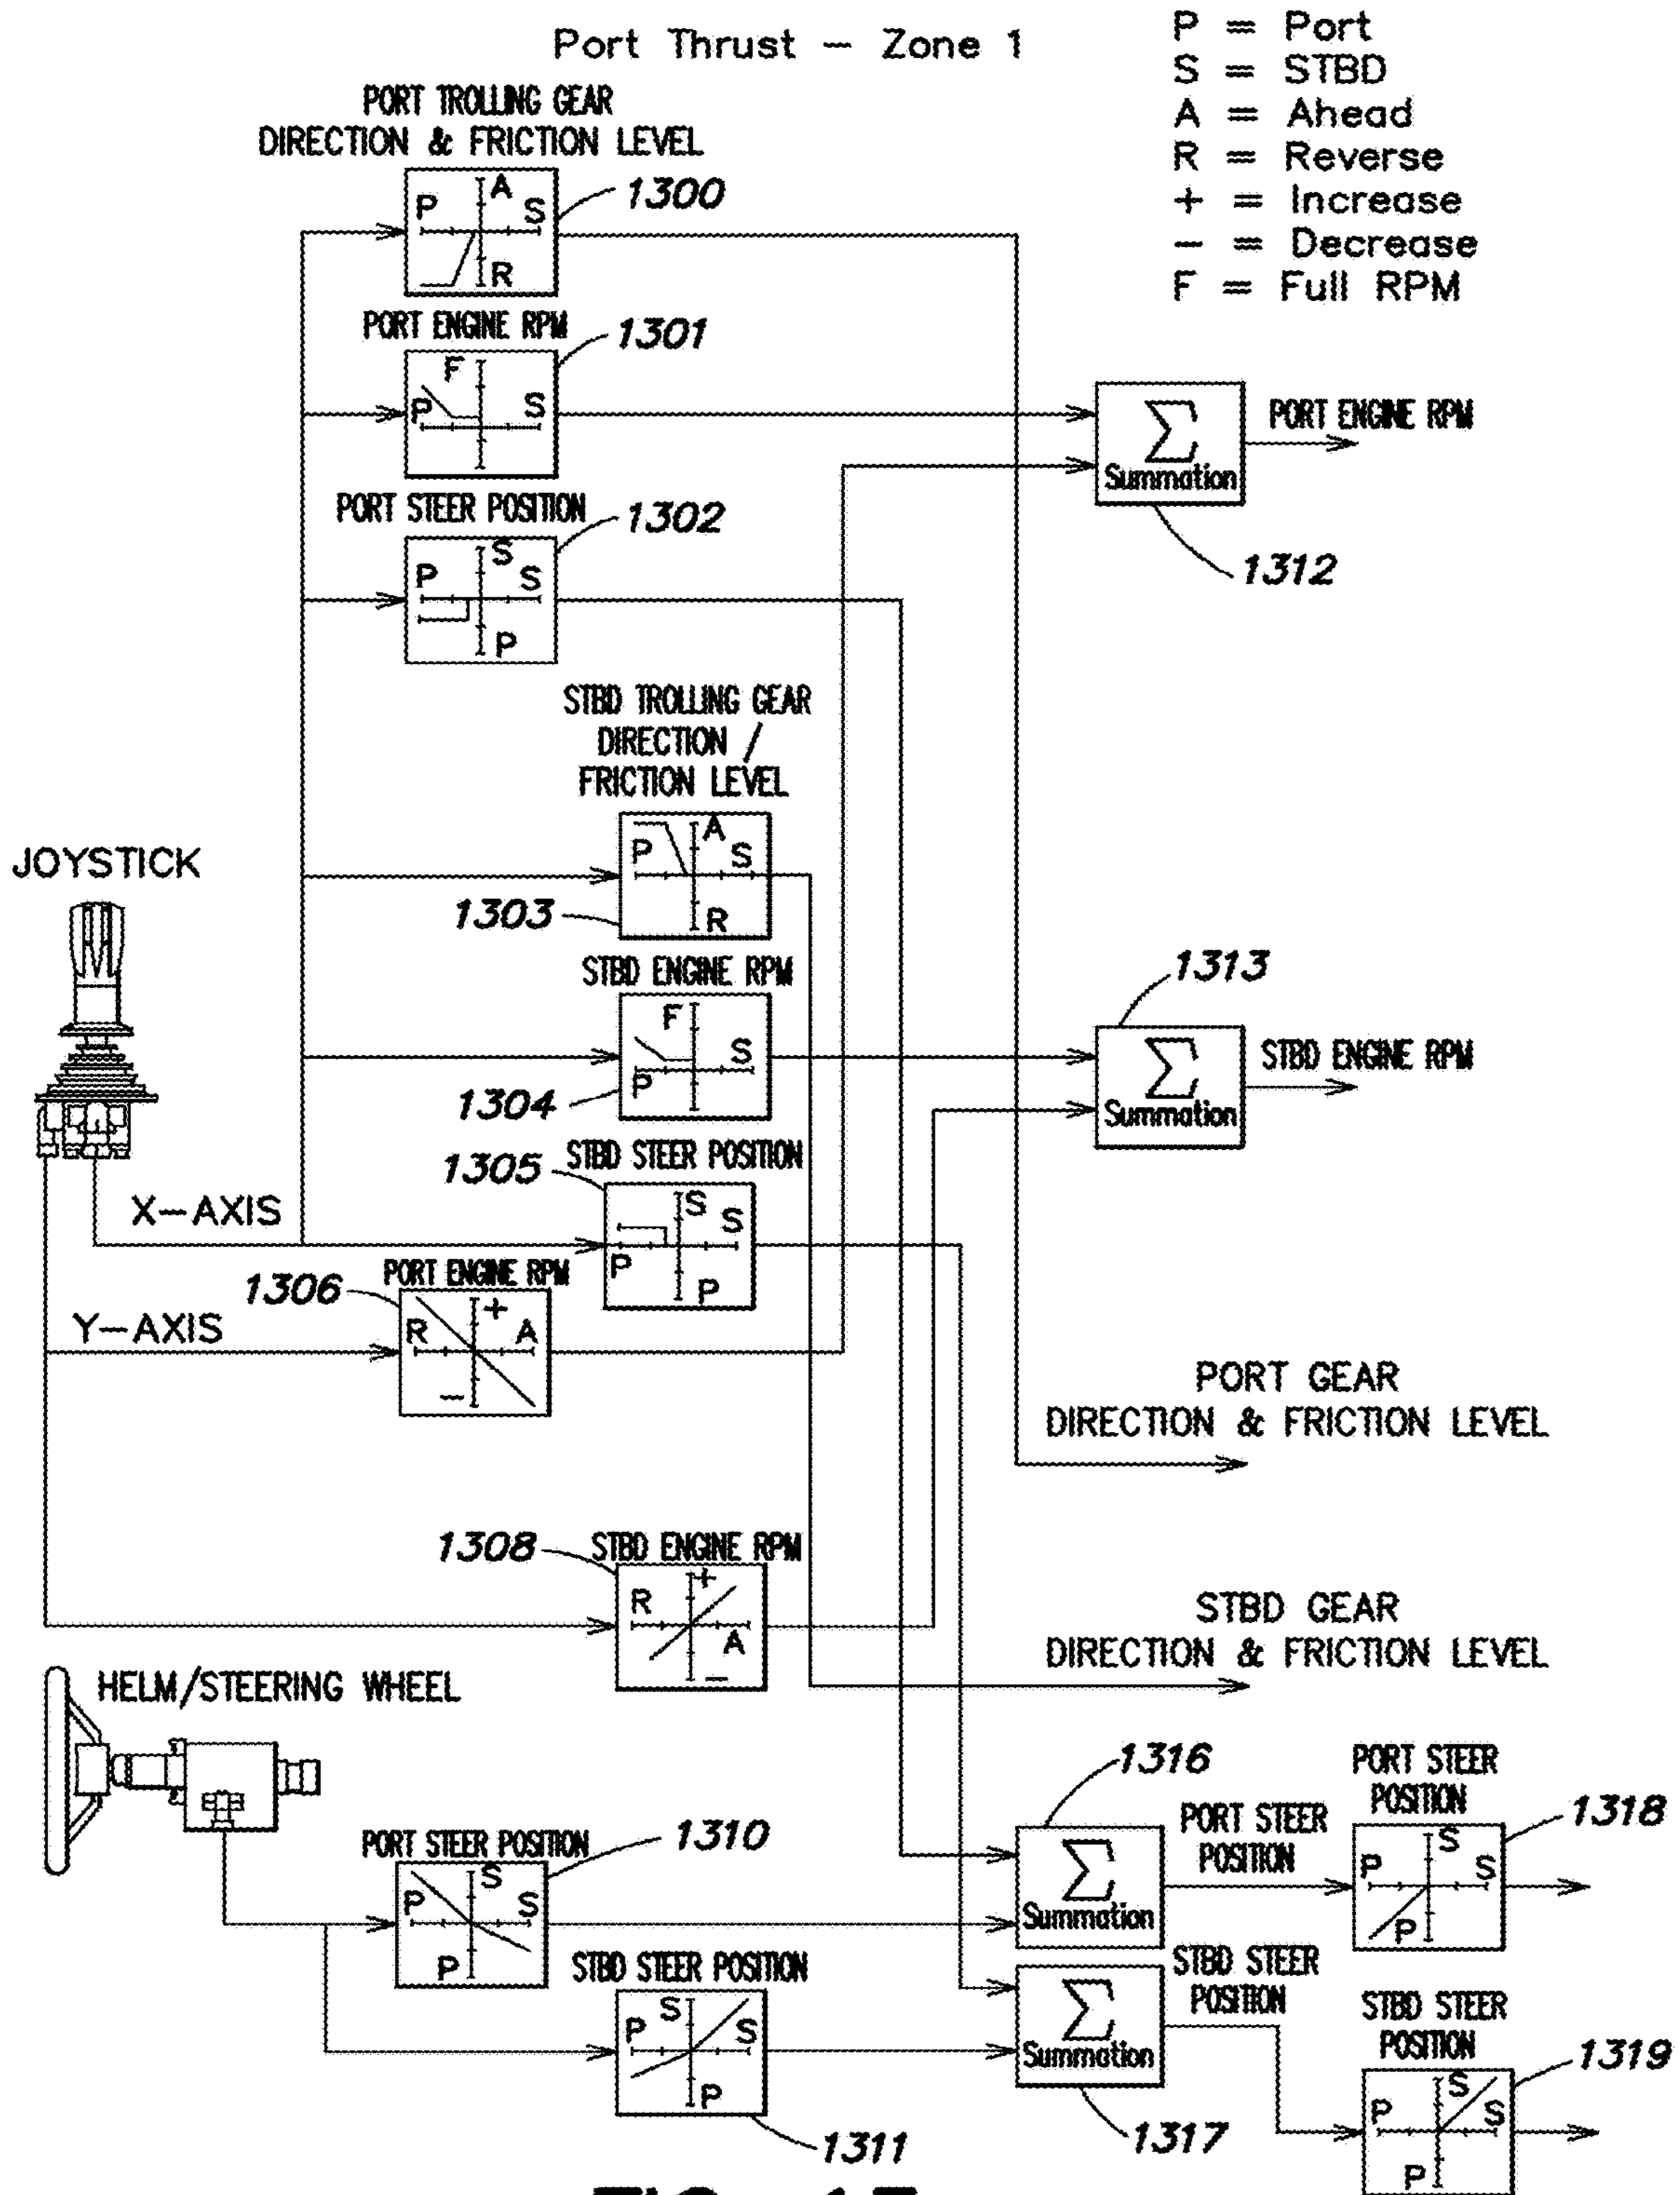 Port Thrust – Zone 1
P = Port
S = STBD
A = Ahead
R = Reverse
+ = Increase
– = Decrease
F = Full RPM
PORT TROLLING GEAR
DIRECTION & FRICTION LEVEL
1300
P
A
S
R
PORT ENGINE RPM
1301
F
P
S
PORT STEER POSITION
1302
P
S
S
P
Σ
Summation
PORT ENGINE RPM
1312
STBD TROLLING GEAR
DIRECTION /
FRICTION LEVEL
P
A
S
R
1303
STBD ENGINE RPM
F
S
P
1304
JOYSTICK
1313
Σ
Summation
STBD ENGINE RPM
1305
STBD STEER POSITION
S
S
P
P
X–AXIS
1306
PORT ENGINE RPM
+
R
A
–
Y–AXIS
PORT GEAR
DIRECTION & FRICTION LEVEL
1308
STBD ENGINE RPM
+
R
A
–
STBD GEAR
DIRECTION & FRICTION LEVEL
HELM/STEERING WHEEL
PORT STEER POSITION
1310
P
S
S
P
STBD STEER POSITION
S
P
S
P
1311
1316
Σ
Summation
PORT STEER
POSITION
PORT STEER
POSITION
1318
S
P
S
P
Σ
Summation
1317
STBD STEER
POSITION
STBD STEER
POSITION
1319
S
P
S
P